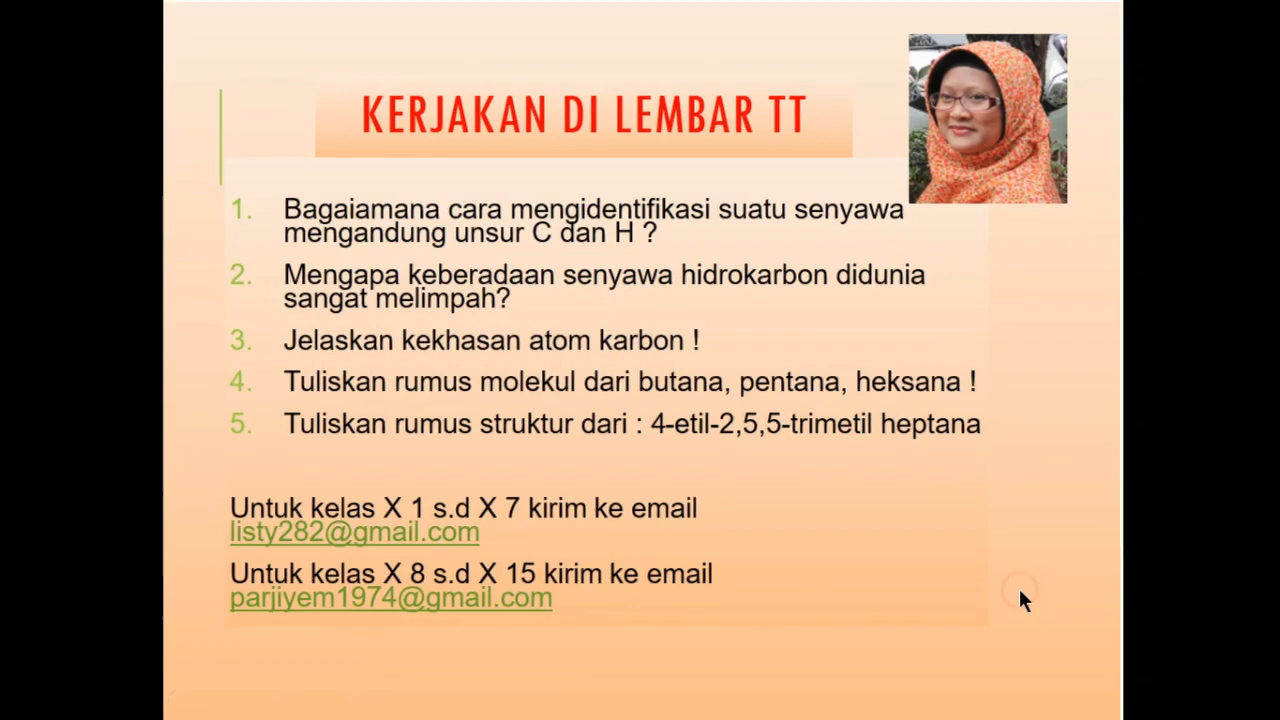 KERJAKAN DI LEMBAR TT
1. Bagaiamana cara mengidentifikasi suatu senyawa
mengandung unsur C dan H ?
2. Mengapa keberadaan senyawa hidrokarbon didunia
sangat melimpah?
3. Jelaskan kekhasan atom karbon !
4. Tuliskan rumus molekul dari butana, pentana, heksana !
5. Tuliskan rumus struktur dari : 4-etil-2,5,5-trimetil heptana
Untuk kelas X 1 s.d X 7 kirim ke email
listy282@gmail.com
Untuk kelas X 8 s.d X 15 kirim ke email
parjiyem1974@gmail.com